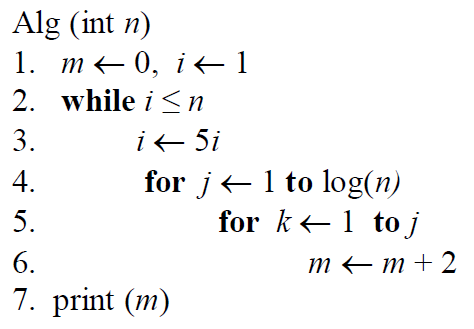 Alg (int n)
1. m ← 0, i ← 1
2. while i ≤ n
3. i ← 5i
4. for j ← 1 to log(n)
5. for k ← 1 to j
6. m ← m + 2
7. print (m)